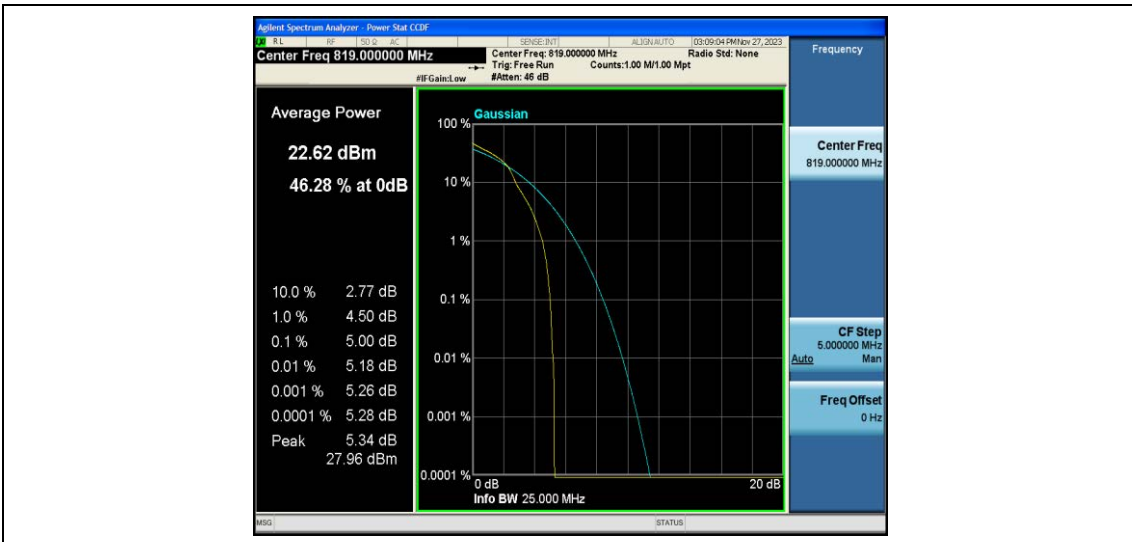 Agilent Spectrum Analyzer - Power Stat CCDF
RL RF 50 Ω AC SENSE:INT ALIGN AUTO 03:09:04 PM Nov 27, 2023
Center Freq 819.000000 MHz
Center Freq: 819.000000 MHz Radio Std: None
Trig: Free Run Counts:1.00 M/1.00 Mpt
#IFGain:Low #Atten: 46 dB
Frequency
Average Power
22.62 dBm
46.28 % at 0dB
10.0 % 2.77 dB
1.0 % 4.50 dB
0.1 % 5.00 dB
0.01 % 5.18 dB
0.001 % 5.26 dB
0.0001 % 5.28 dB
Peak 5.34 dB
27.96 dBm
Gaussian
100 %
10 %
1 %
0.1 %
0.01 %
0.001 %
0.0001 %
0 dB 20 dB
Info BW 25.000 MHz
Center Freq
819.000000 MHz
CF Step
5.000000 MHz
Auto Man
Freq Offset
0 Hz
MSG STATUS